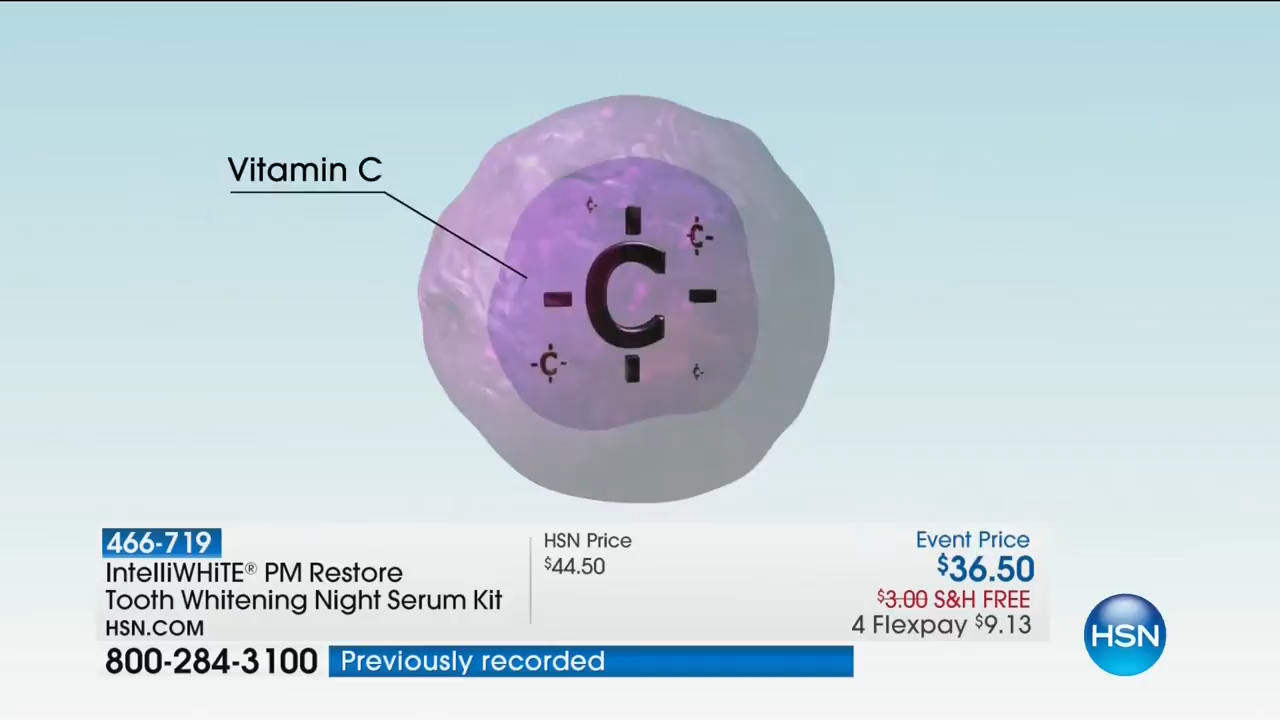 Vitamin C
C
C
C
C
C
466-719
IntelliWHiTE® PM Restore
Tooth Whitening Night Serum Kit
HSN.COM
800-284-3100
Previously recorded
HSN Price
$44.50
Event Price
$36.50
$3.00 S&H FREE
4 Flexpay $9.13
HSN